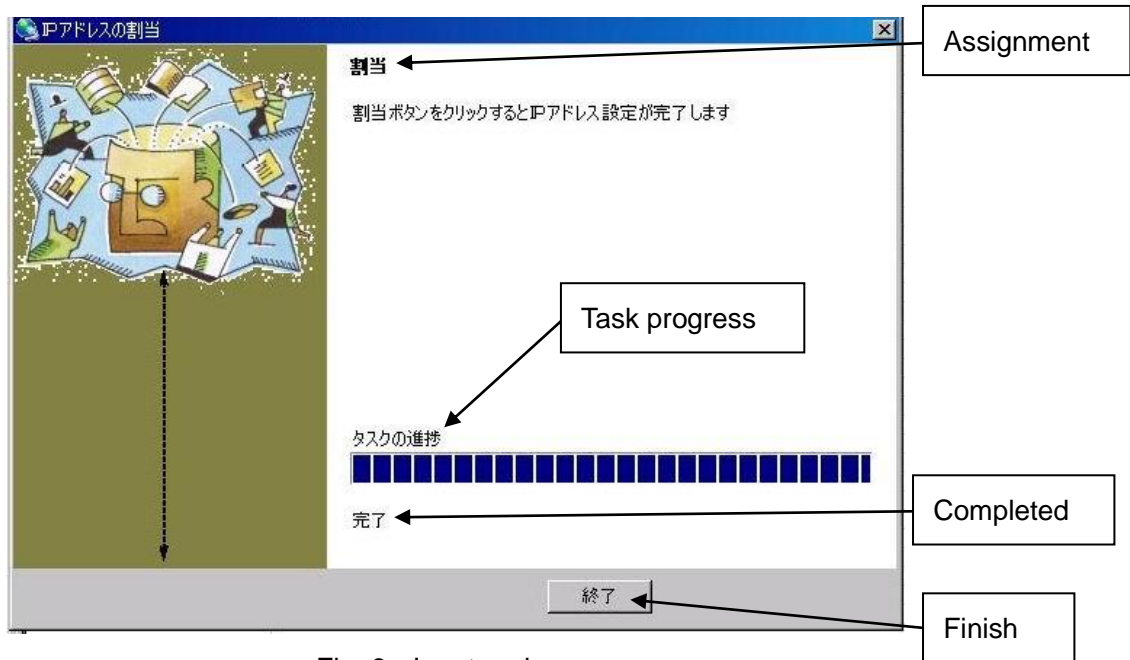 IPアドレスの割当
Assignment
割当
割当ボタンをクリックするとIPアドレス設定が完了します
Task progress
タスクの進捗
完了
Completed
終了
Finish